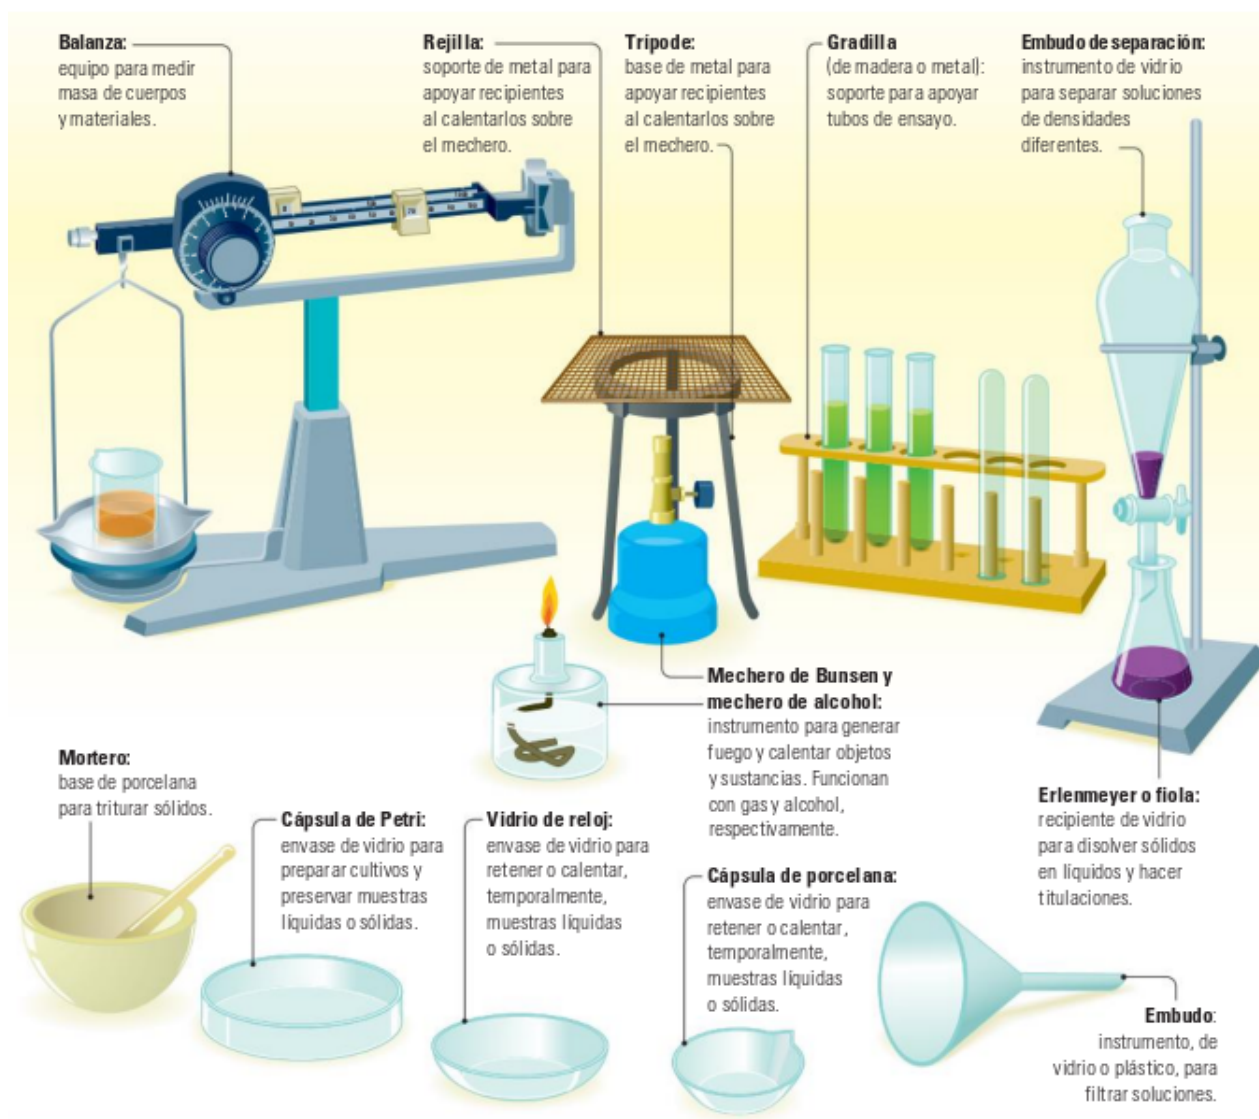 Balanza:
equipo para medir
masa de cuerpos
y materiales.
Rejilla:
soporte de metal para
apoyar recipientes
al calentarlos sobre
el mechero.
Trípode:
base de metal para
apoyar recipientes
al calentarlos sobre
el mechero.
Gradilla
(de madera o metal):
soporte para apoyar
tubos de ensayo.
Embudo de separación:
instrumento de vidrio
para separar soluciones
de densidades
diferentes.
Mechero de Bunsen y
mechero de alcohol:
instrumento para generar
fuego y calentar objetos
y sustancias. Funcionan
con gas y alcohol,
respectivamente.
Mortero:
base de porcelana
para triturar sólidos.
Cápsula de Petri:
envase de vidrio para
preparar cultivos y
preservar muestras
líquidas o sólidas.
Vidrio de reloj:
envase de vidrio para
retener o calentar,
temporalmente,
muestras líquidas
o sólidas.
Cápsula de porcelana:
envase de vidrio para
retener o calentar,
temporalmente,
muestras líquidas
o sólidas.
Erlenmeyer o fiola:
recipiente de vidrio
para disolver sólidos
en líquidos y hacer
titulaciones.
Embudo:
instrumento, de
vidrio o plástico, para
filtrar soluciones.